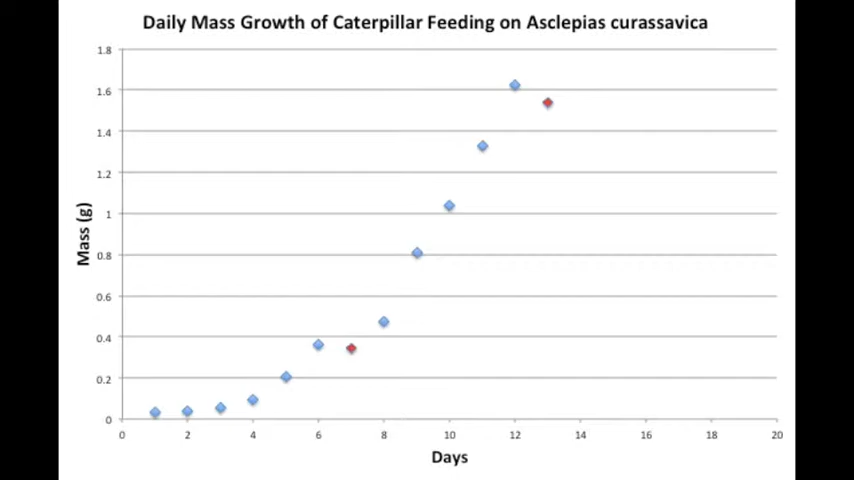 Daily Mass Growth of Caterpillar Feeding on Asclepias curassavica
1.8
1.6
1.4
1.2
1
0.8
0.6
0.4
0.2
0
Mass (g)
0 2 4 6 8 10 12 14 16 18 20
Days